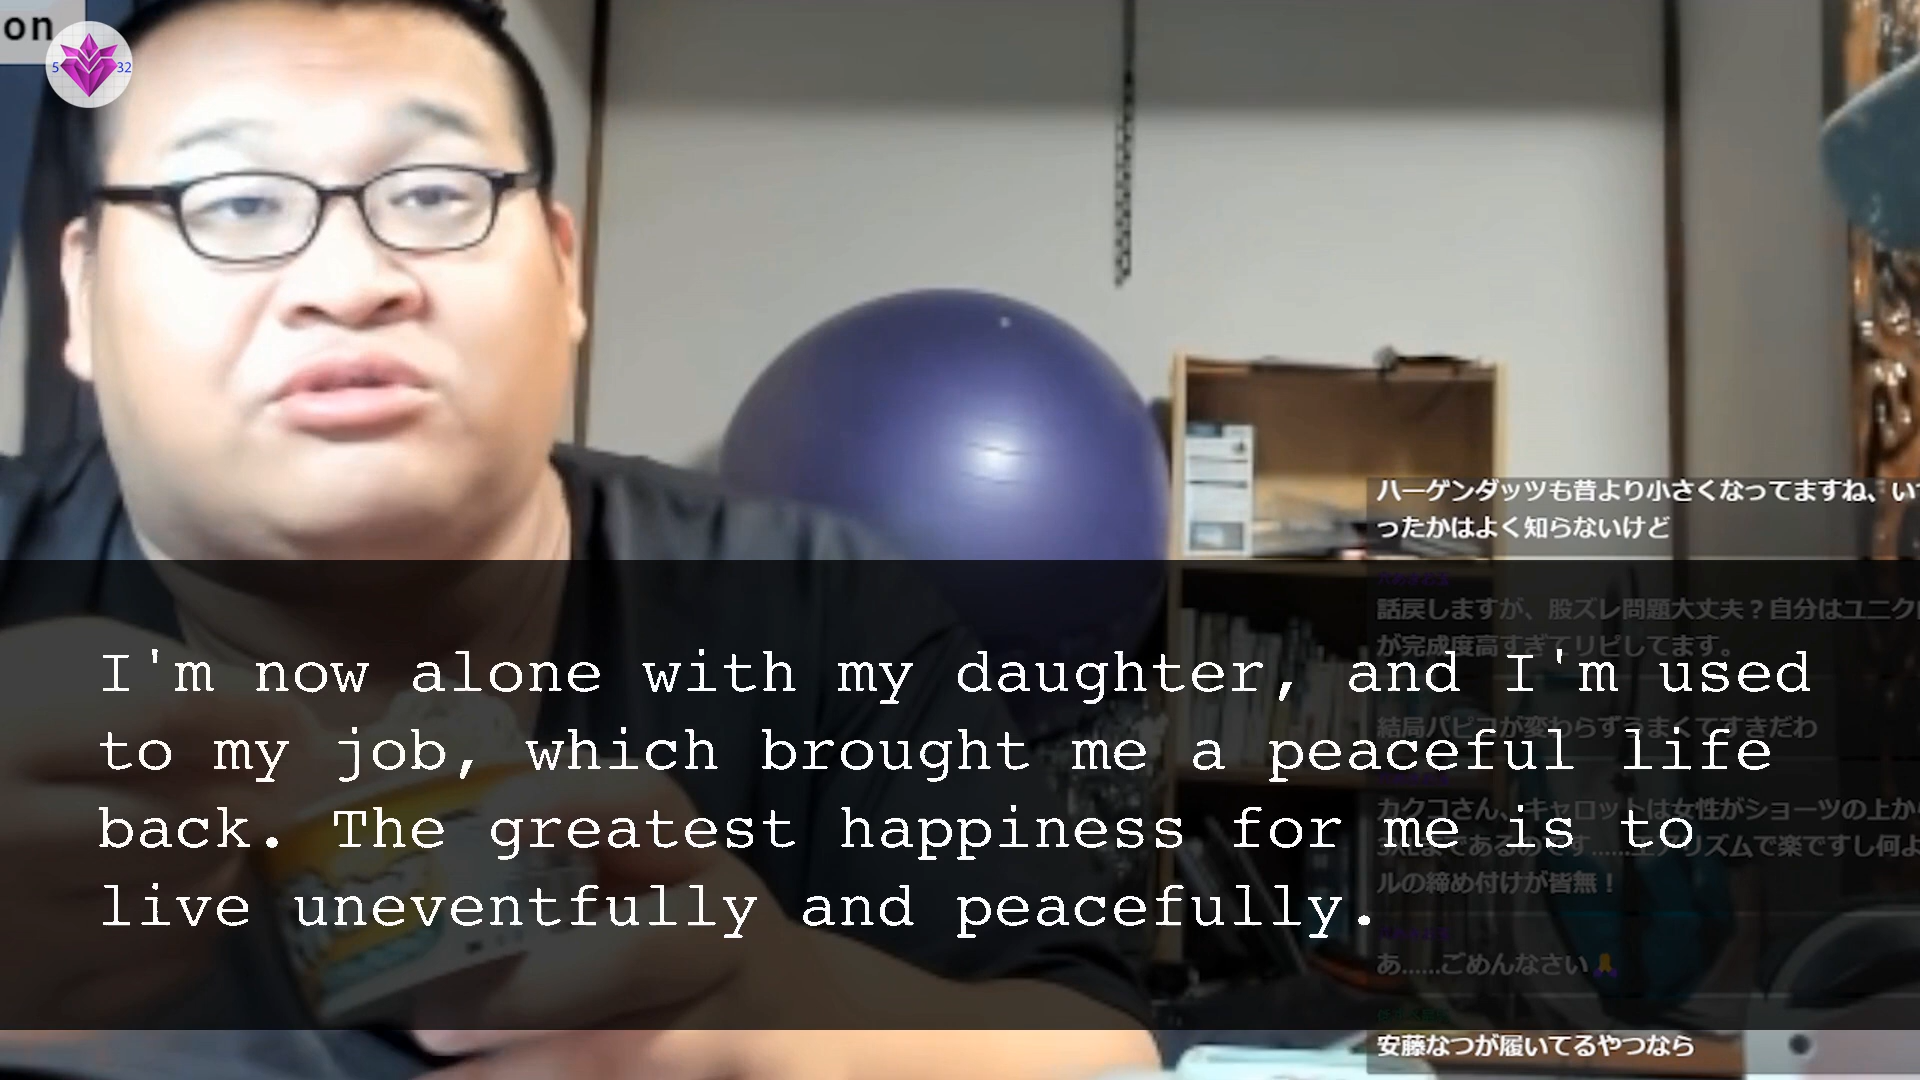 on
5 32
ハーゲンダッツも昔より小さくなってますね、い
ったかはよく知らないけど
話戻しますが、股ズレ問題大丈夫？自分はユニク
が完成度高すぎてリピしてます。
I'm now alone with my daughter, and I'm used
結局パピコが変わらずうまくてすきだわ
to my job, which brought me a peaceful life
カクコさん、キャロットは女性がショーツの上か
back. The greatest happiness for me is to
ズムで楽ですし何よ
ルの締め付けが皆無！
live uneventfully and peacefully.
あ……ごめんなさい🙏
安藤なつが履いてるやつなら